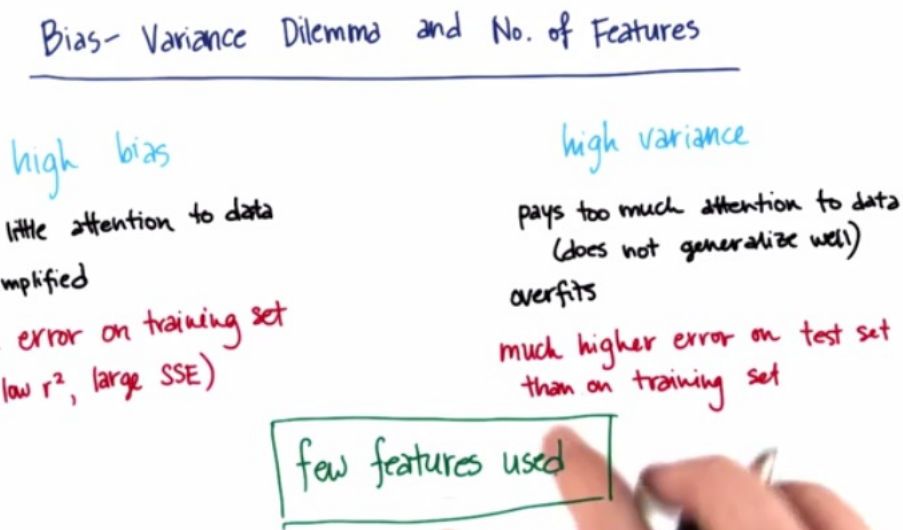 Bias- Variance Dilemma and No. of Features
high bias
high variance
little attention to data
mplified
error on training set
low r², large SSE)
pays too much attention to data
(does not generalize well)
overfits
much higher error on test set
than on training set
few features used